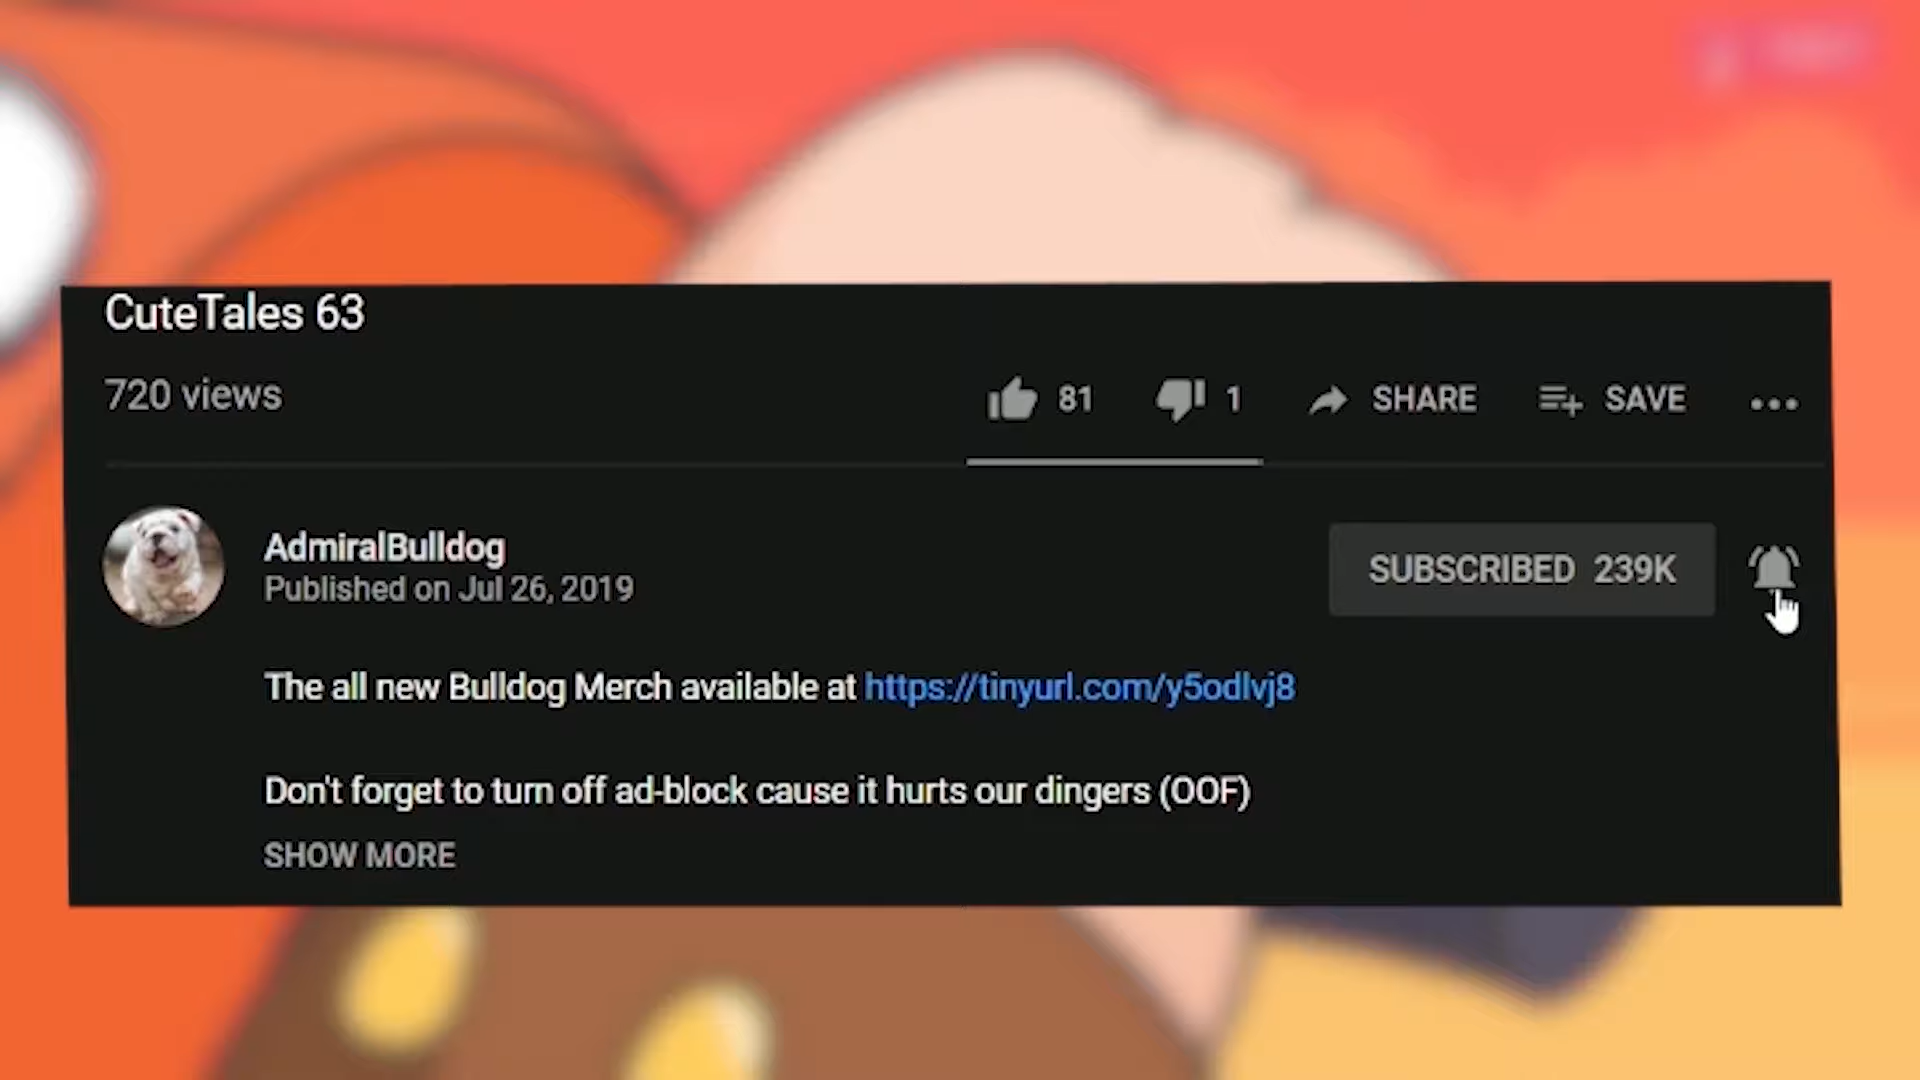 CuteTales 63
720 views
81 1 SHARE SAVE
AdmiralBulldog
Published on Jul 26, 2019
SUBSCRIBED 239K
The all new Bulldog Merch available at https://tinyurl.com/y5odlvj8
Don't forget to turn off ad-block cause it hurts our dingers (OOF)
SHOW MORE